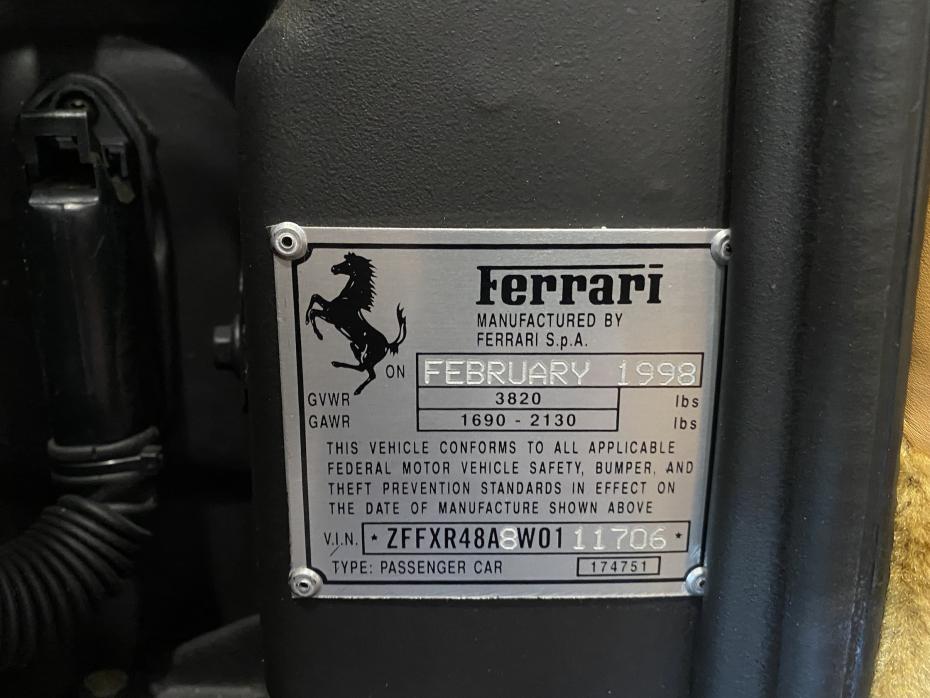 Ferrari
MANUFACTURED BY
FERRARI S.p.A.
ON FEBRUARY 1998
GVWR 3820 lbs
GAWR 1690 - 2130 lbs
THIS VEHICLE CONFORMS TO ALL APPLICABLE
FEDERAL MOTOR VEHICLE SAFETY, BUMPER, AND
THEFT PREVENTION STANDARDS IN EFFECT ON
THE DATE OF MANUFACTURE SHOWN ABOVE
V.I.N. * ZFFXR48A8W0111706 *
TYPE: PASSENGER CAR 174751